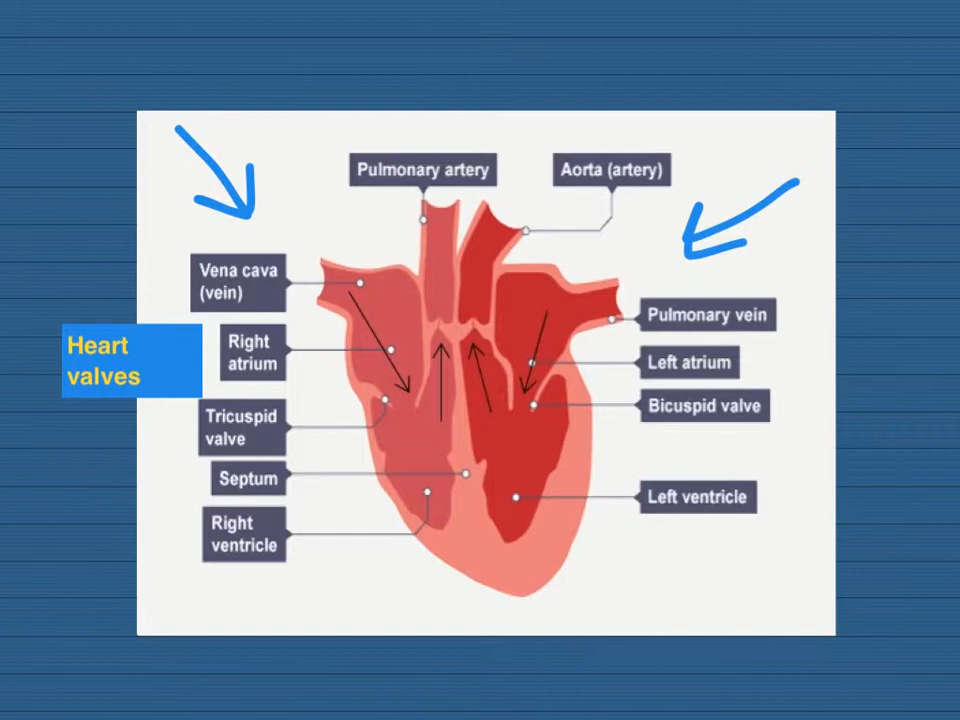 Pulmonary artery
Aorta (artery)
Vena cava
(vein)
Heart
valves
Right
atrium
Tricuspid
valve
Septum
Right
ventricle
Pulmonary vein
Left atrium
Bicuspid valve
Left ventricle